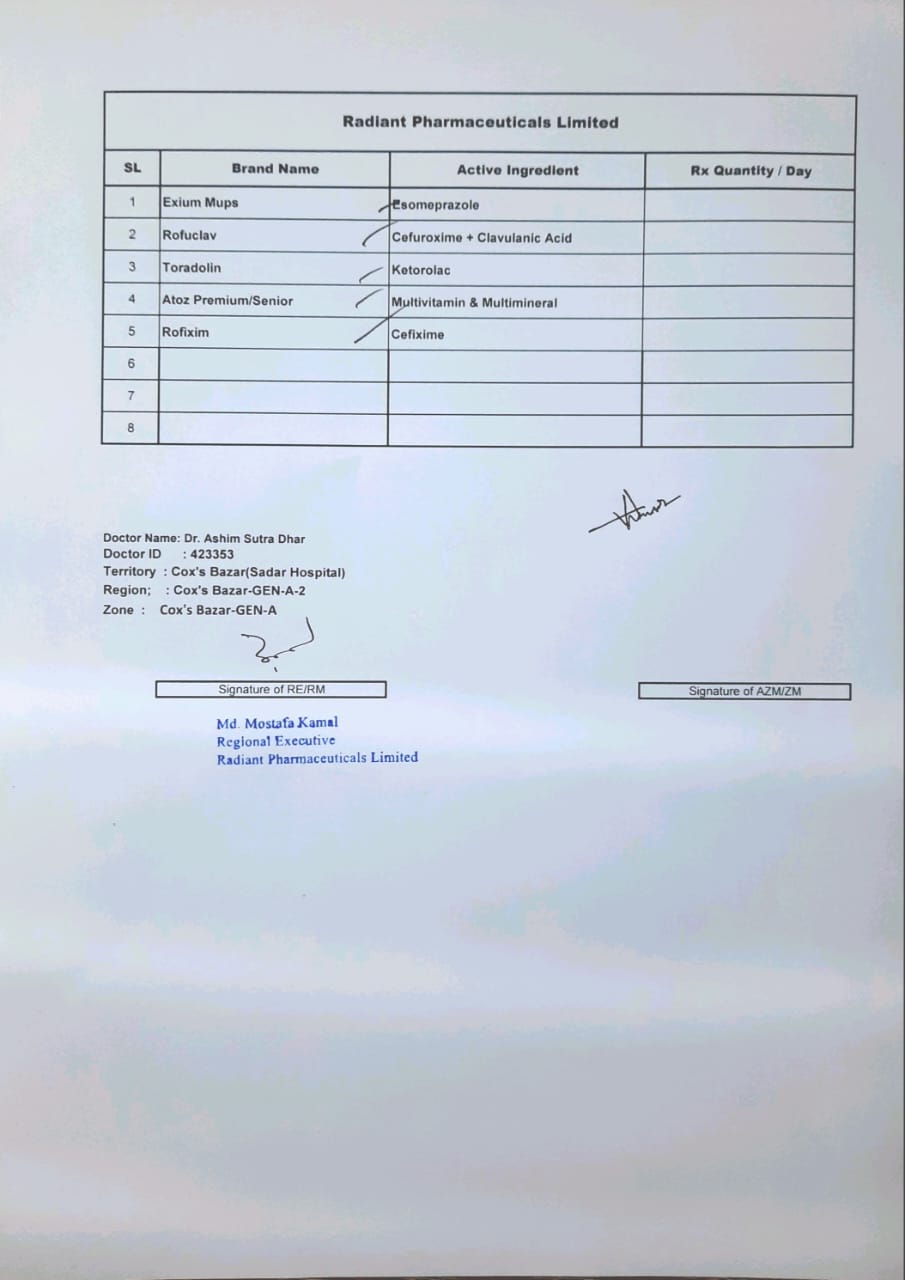 Radiant Pharmaceuticals Limited
SL Brand Name Active Ingredient Rx Quantity / Day
1 Exium Mups Esomeprazole
2 Rofuclav Cefuroxime + Clavulanic Acid
3 Toradolin Ketorolac
4 Atoz Premium/Senior Multivitamin & Multimineral
5 Rofixim Cefixime
6
7
8
Doctor Name: Dr. Ashim Sutra Dhar
Doctor ID : 423353
Territory : Cox's Bazar(Sadar Hospital)
Region; : Cox's Bazar-GEN-A-2
Zone : Cox's Bazar-GEN-A
Signature of RE/RM Signature of AZM/ZM
Md. Mostafa Kamal
Regional Executive
Radiant Pharmaceuticals Limited